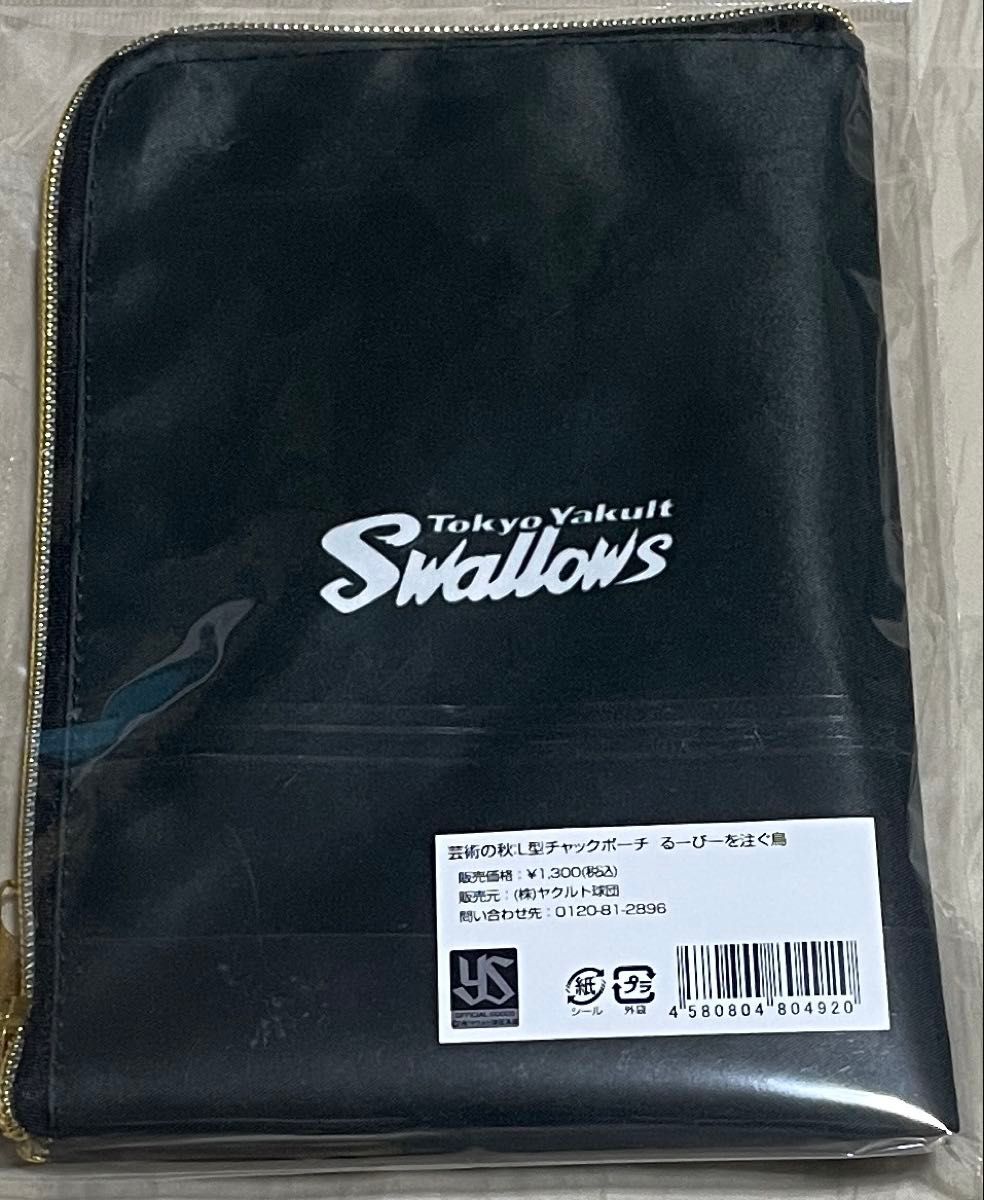 Tokyo Yakult
Swallows
芸術の秋:L型チャックポーチ るーびーを注ぐ鳥
販売価格:¥1,300(税込)
販売元:(株)ヤクルト球団
問い合わせ先:0120-81-2896
YS
OFFICIAL GOODS
紙
シール
プラ
外袋
4 580804 804920